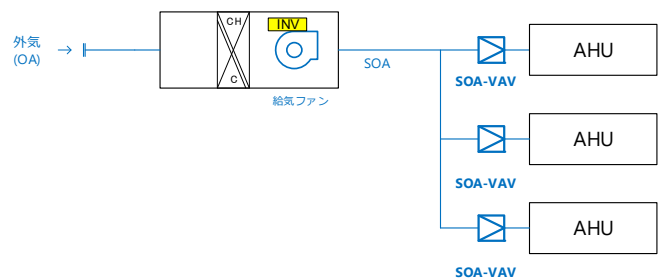 外気
(OA)
CH
C
INV
給気ファン
SOA
SOA-VAV
AHU
SOA-VAV
AHU
SOA-VAV
AHU